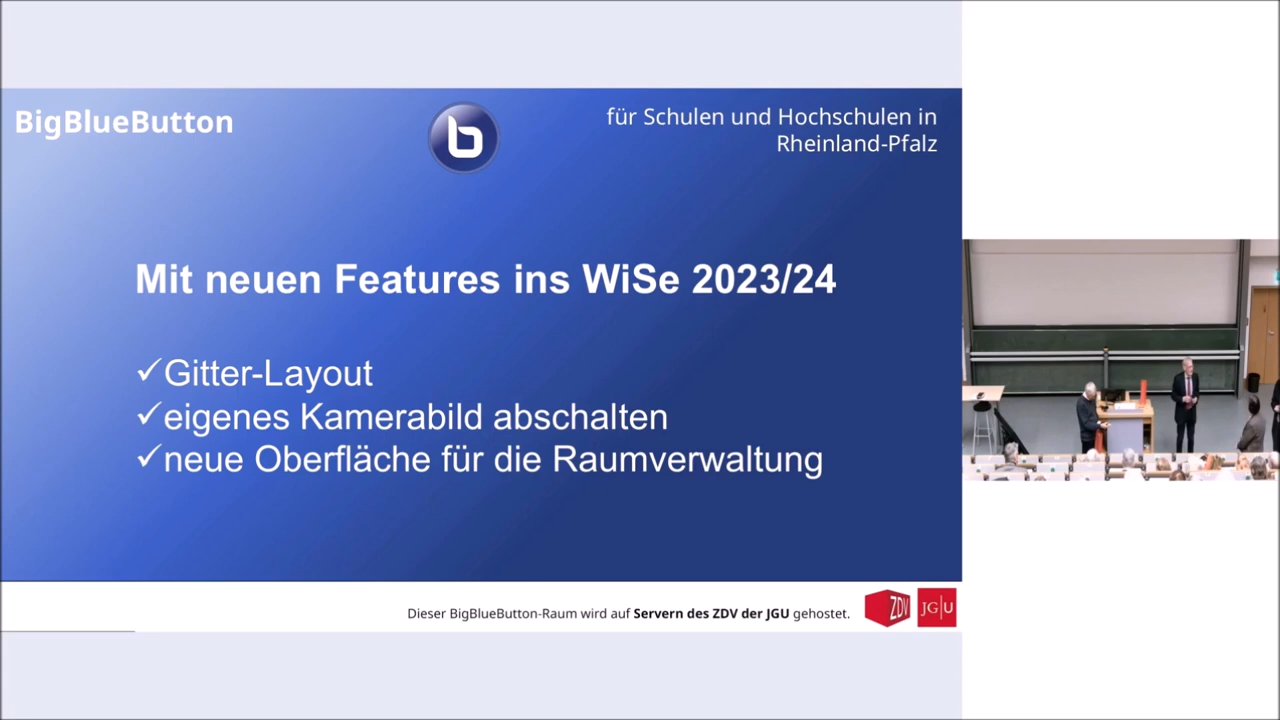 BigBlueButton
für Schulen und Hochschulen in
Rheinland-Pfalz
Mit neuen Features ins WiSe 2023/24
✓Gitter-Layout
✓eigenes Kamerabild abschalten
✓neue Oberfläche für die Raumverwaltung
Dieser BigBlueButton-Raum wird auf Servern des ZDV der JGU gehostet.
ZDV
JG|U